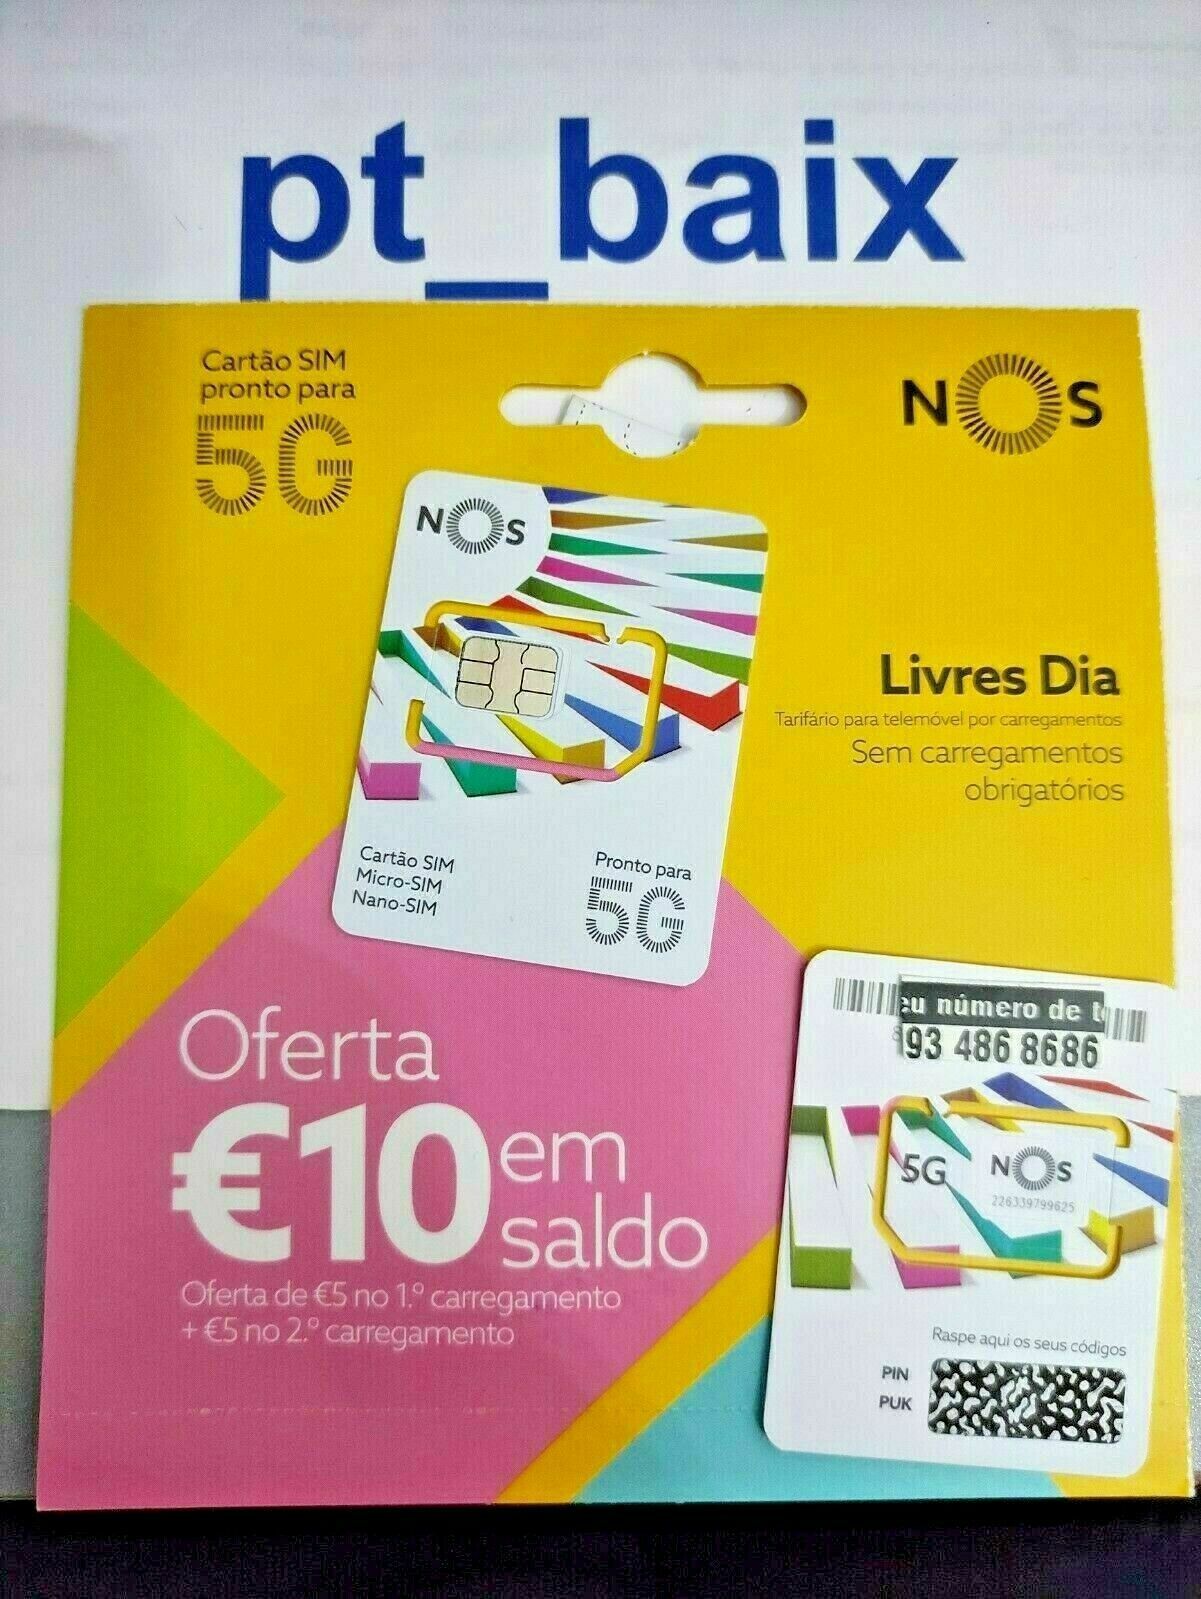 pt_baix
Cartão SIM
pronto para
5G
NOS
NOS
Livres Dia
Tarifário para telemóvel por carregamentos
Sem carregamentos
obrigatórios
Cartão SIM
Micro-SIM
Nano-SIM
Pronto para
5G
eu número de t
93 486 8686
5G
NOS
226339799625
Raspe aqui os seus códigos
PIN
PUK
Oferta
€10 em
saldo
Oferta de €5 no 1.º carregamento
+ €5 no 2.º carregamento